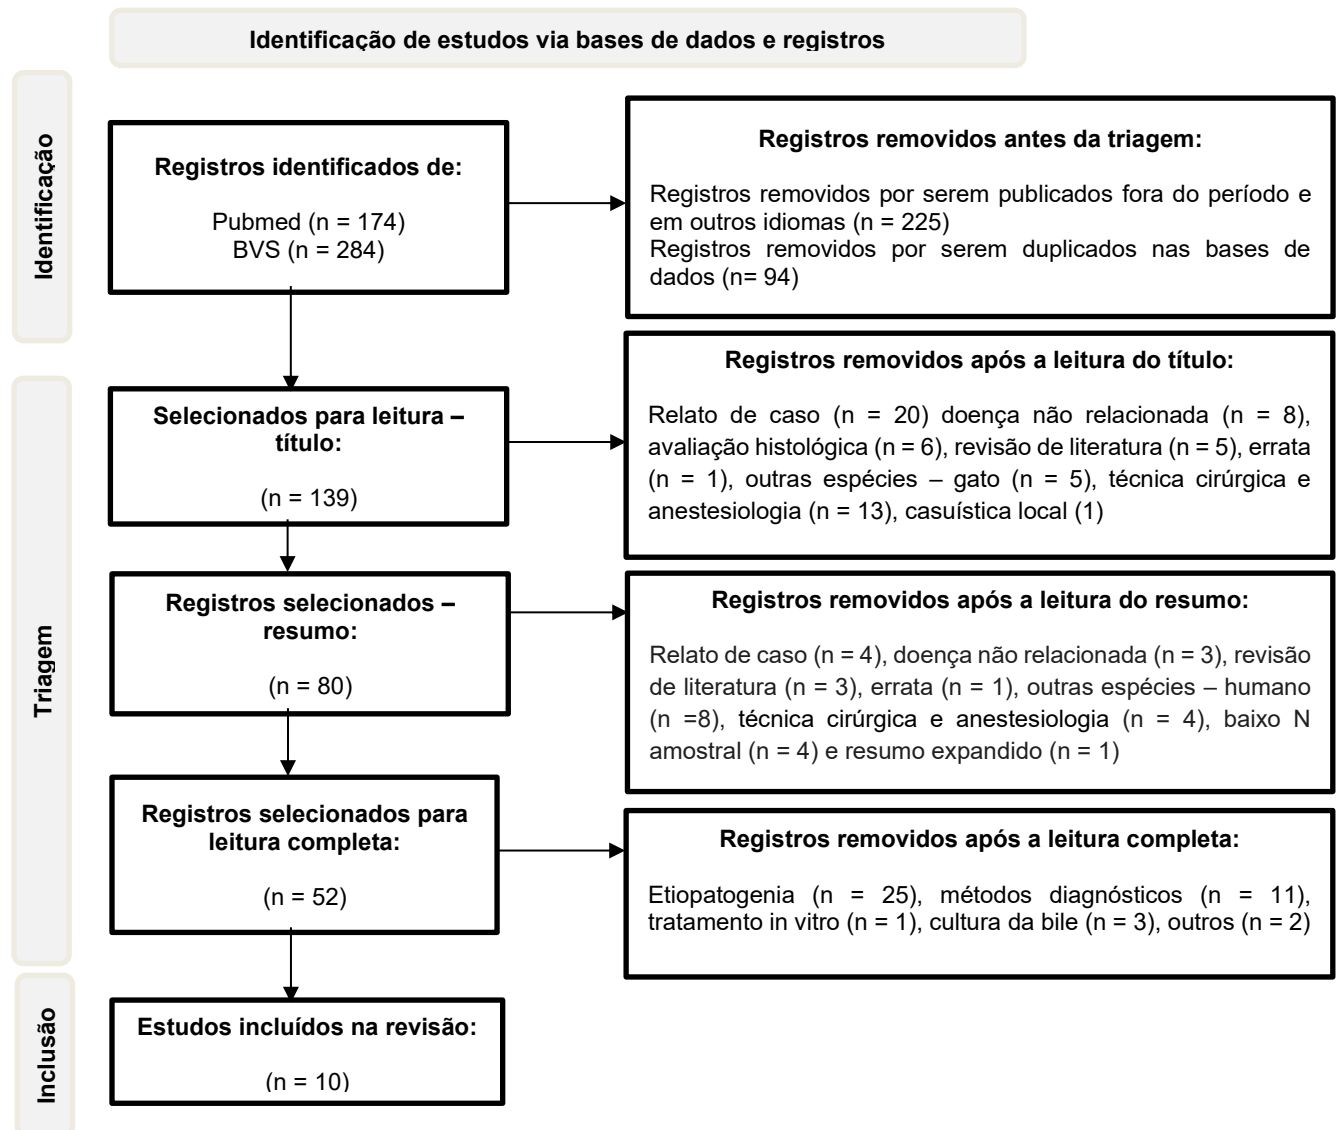 Identificação de estudos via bases de dados e registros
Identificação
Registros identificados de:
Pubmed (n = 174)
BVS (n = 284)
Registros removidos antes da triagem:
Registros removidos por serem publicados fora do período e
em outros idiomas (n = 225)
Registros removidos por serem duplicados nas bases de
dados (n= 94)
Triagem
Selecionados para leitura –
título:
(n = 139)
Registros removidos após a leitura do título:
Relato de caso (n = 20) doença não relacionada (n = 8),
avaliação histológica (n = 6), revisão de literatura (n = 5), errata
(n = 1), outras espécies – gato (n = 5), técnica cirúrgica e
anestesiologia (n = 13), casuística local (1)
Registros selecionados –
resumo:
(n = 80)
Registros removidos após a leitura do resumo:
Relato de caso (n = 4), doença não relacionada (n = 3), revisão
de literatura (n = 3), errata (n = 1), outras espécies – humano
(n =8), técnica cirúrgica e anestesiologia (n = 4), baixo N
amostral (n = 4) e resumo expandido (n = 1)
Registros selecionados para
leitura completa:
(n = 52)
Registros removidos após a leitura completa:
Etiopatogenia (n = 25), métodos diagnósticos (n = 11),
tratamento in vitro (n = 1), cultura da bile (n = 3), outros (n = 2)
Inclusão
Estudos incluídos na revisão:
(n = 10)